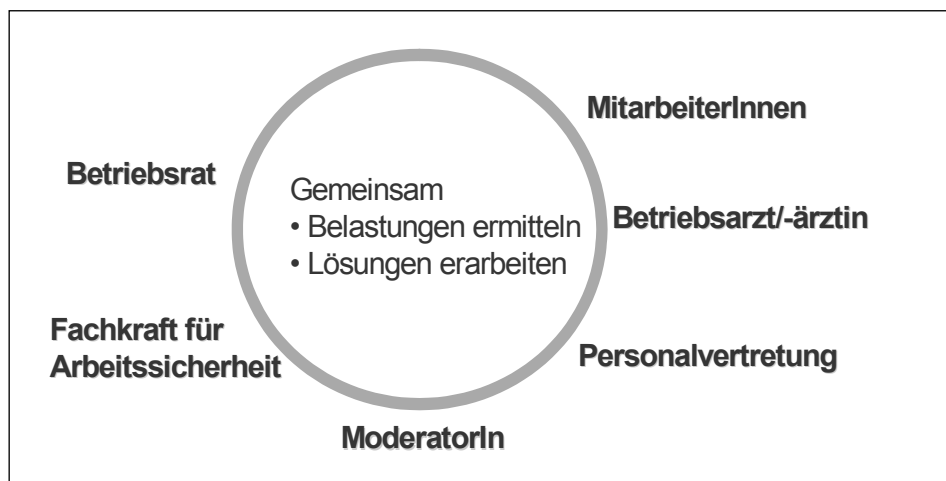 MitarbeiterInnen
Betriebsrat
Gemeinsam
• Belastungen ermitteln
• Lösungen erarbeiten
Betriebsarzt/-ärztin
Fachkraft für
Arbeitssicherheit
Personalvertretung
ModeratorIn